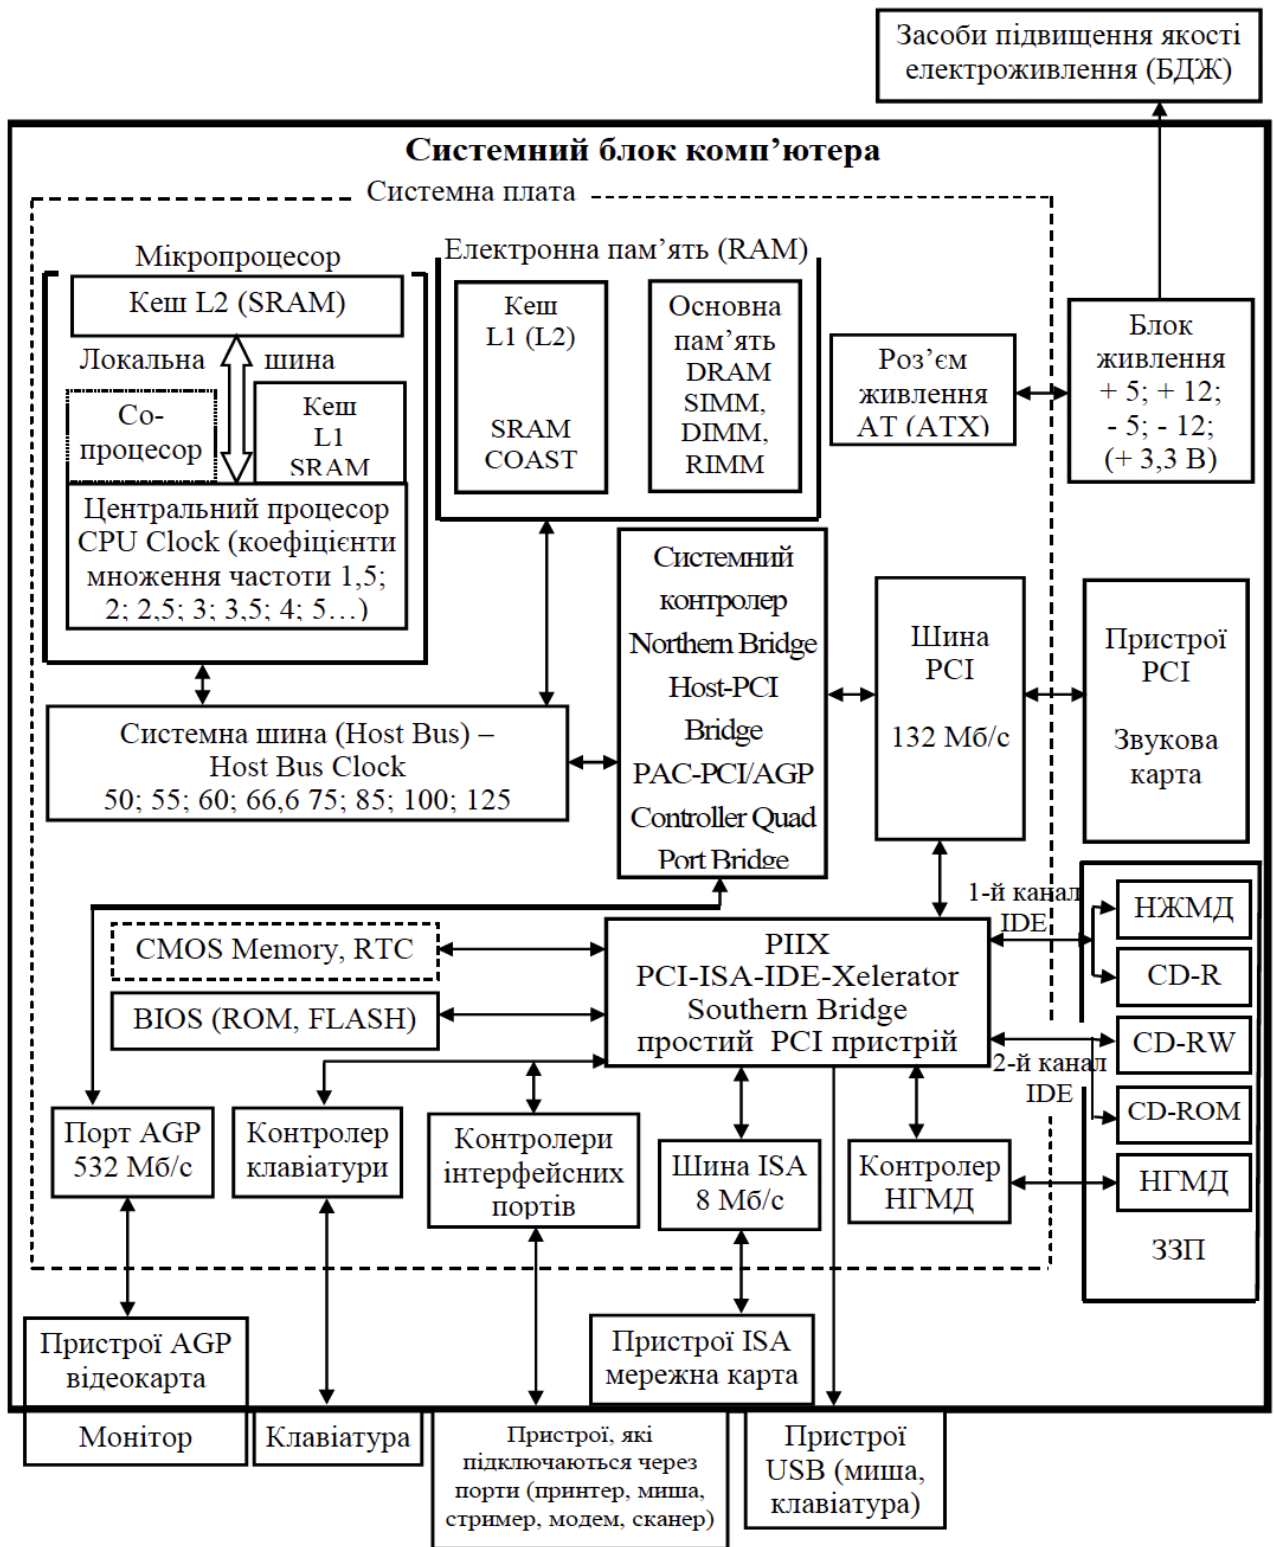 Засоби підвищення якості
електроживлення (БДЖ)
Системний блок комп’ютера
Системна плата
Мікропроцесор
Кеш L2 (SRAM)
Локальна шина
Со-
процесор
Кеш
L1
SRAM
Центральний процесор
CPU Clock (коефіцієнти
множення частоти 1,5;
2; 2,5; 3; 3,5; 4; 5…)
Електронна пам’ять (RAM)
Кеш
L1 (L2)
SRAM
COAST
Основна
пам’ять
DRAM
SIMM,
DIMM,
RIMM
Роз’єм
живлення
AT (ATX)
Блок
живлення
+ 5; + 12;
- 5; - 12;
(+ 3,3 В)
Системна шина (Host Bus) –
Host Bus Clock
50; 55; 60; 66,6 75; 85; 100; 125
Системний
контролер
Northern Bridge
Host-PCI
Bridge
PAC-PCI/AGP
Controller Quad
Port Bridge
Шина
PCI
132 Мб/с
Пристрої
PCI
Звукова
карта
CMOS Memory, RTC
BIOS (ROM, FLASH)
PIIX
PCI-ISA-IDE-Xelerator
Southern Bridge
простий PCI пристрій
1-й канал
IDE
2-й канал
IDE
НЖМД
CD-R
CD-RW
CD-ROM
НГМД
ЗЗП
Порт AGP
532 Мб/с
Контролер
клавіатури
Контролери
інтерфейсних
портів
Шина ISA
8 Мб/с
Контролер
НГМД
Пристрої AGP
відеокарта
Пристрої ISA
мережна карта
Монітор
Клавіатура
Пристрої, які
підключаються через
порти (принтер, миша,
стример, модем, сканер)
Пристрої
USB (миша,
клавіатура)